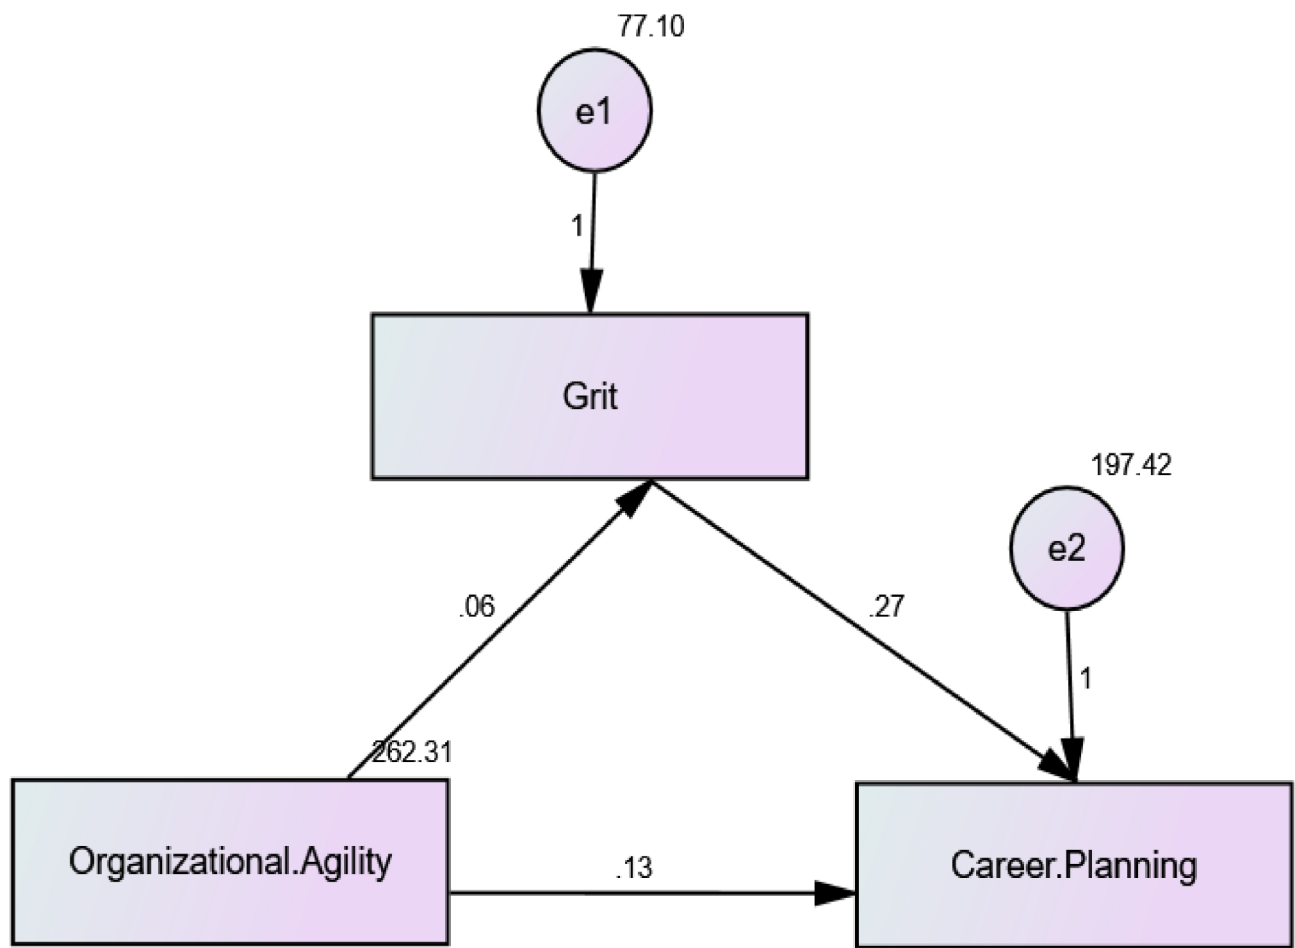 77.10
e1
1
Grit
197.42
e2
.06
.27
1
262.31
Organizational.Agility
.13
Career.Planning